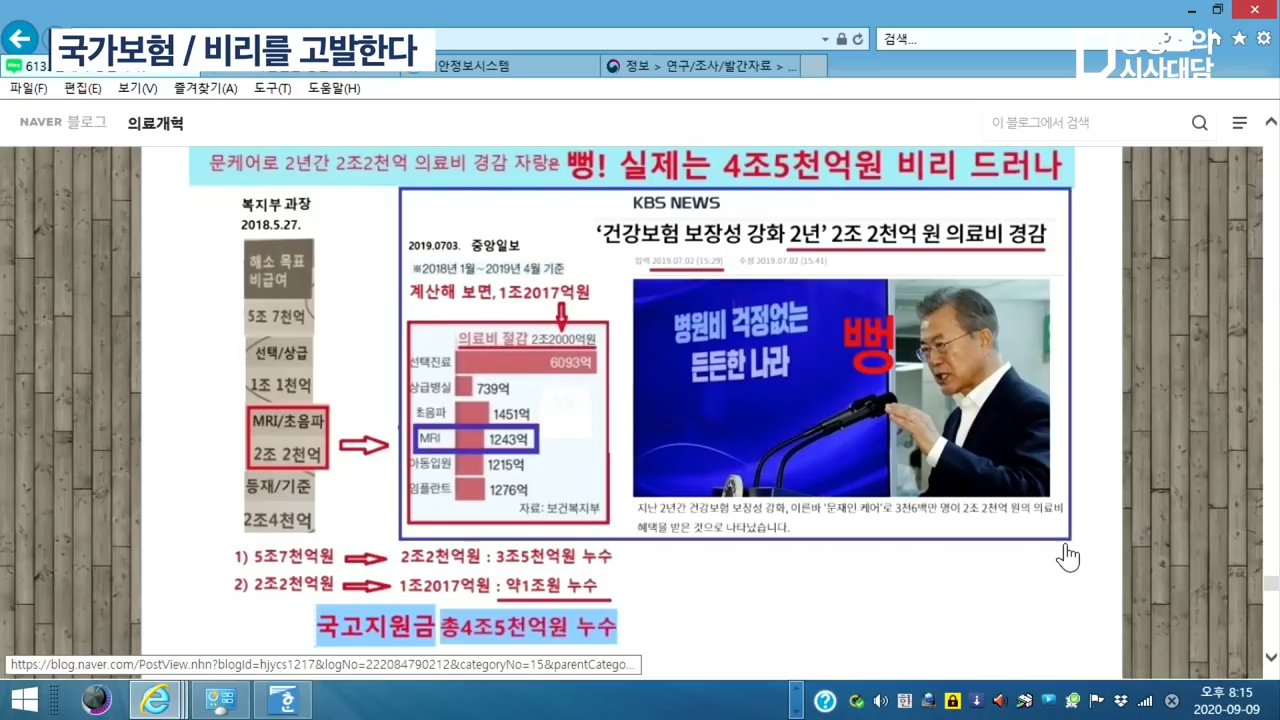 국가보험 / 비리를 고발한다
검색...
시사대담
안정보시스템
정보 > 연구/조사/발간자료 > ...
파일(F) 편집(E) 보기(V) 즐겨찾기(A) 도구(T) 도움말(H)
NAVER 블로그 의료개혁
이 블로그에서 검색
문케어로 2년간 2조2천억 의료비 경감 자랑은 뻥! 실제는 4조5천억원 비리 드러나
복지부 과장
2018.5.27.
해소 목표
비급여
5조 7천억
선택/상급
1조 1천억
MRI/초음파
2조 2천억
등재/기준
2조4천억
2019.0703. 중앙일보
※2018년 1월~2019년 4월 기준
계산해 보면, 1조2017억원
의료비 절감 2조2000억원
선택진료 6093억
상급병실 739억
초음파 1451억
MRI 1243억
아동입원 1215억
임플란트 1276억
자료: 보건복지부
KBS NEWS
‘건강보험 보장성 강화 2년’ 2조 2천억 원 의료비 경감
입력 2019.07.02 (15:29) 수정 2019.07.02 (15:41)
병원비 걱정없는
든든한 나라
뻥
지난 2년간 건강보험 보장성 강화, 이른바 ‘문재인 케어’로 3천6백만 명이 2조 2천억 원의 의료비
혜택을 받은 것으로 나타났습니다.
1) 5조7천억원 2조2천억원 : 3조5천억원 누수
2) 2조2천억원 1조2017억원 : 약1조원 누수
국고지원금 총4조5천억원 누수
https://blog.naver.com/PostView.nhn?blogId=hjycs1217&logNo=222084790212&categoryNo=15&parentCatego...
오후 8:15
2020-09-09